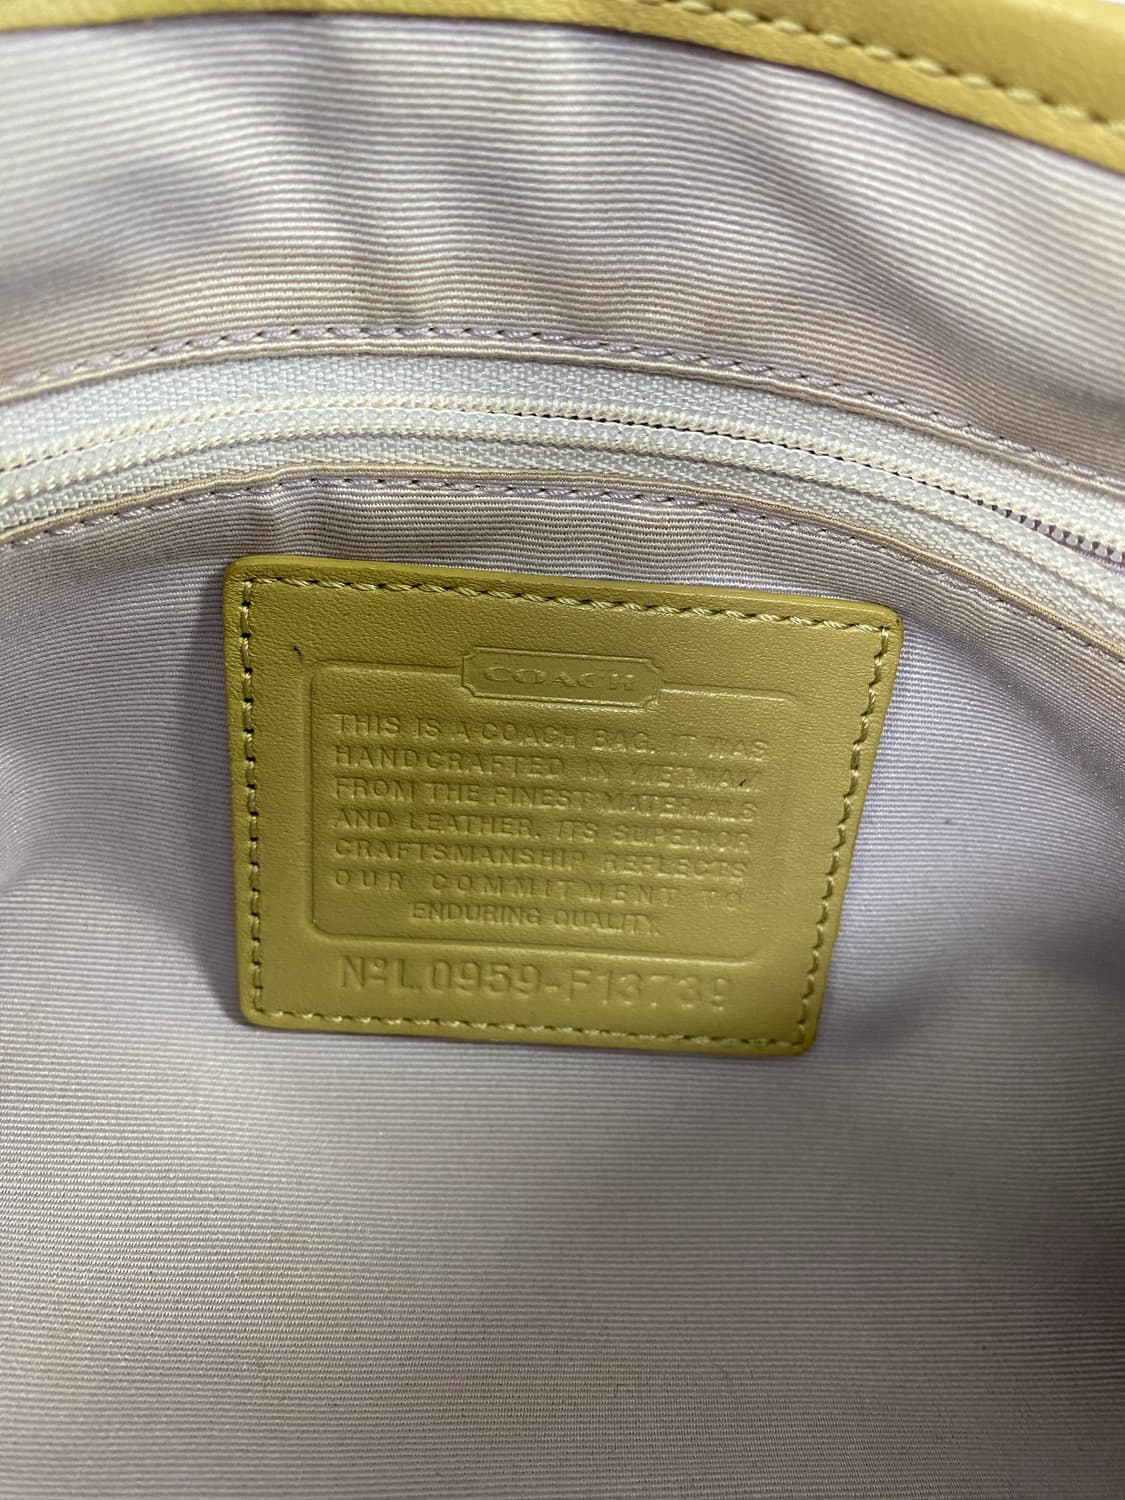 COACH
THIS IS A COACH BAG. IT WAS
HANDCRAFTED IN VIETNAM
FROM THE FINEST MATERIALS
AND LEATHER. ITS SUPERIOR
CRAFTSMANSHIP REFLECTS
OUR COMMITMENT TO
ENDURING QUALITY.
Nº L0959-F13739